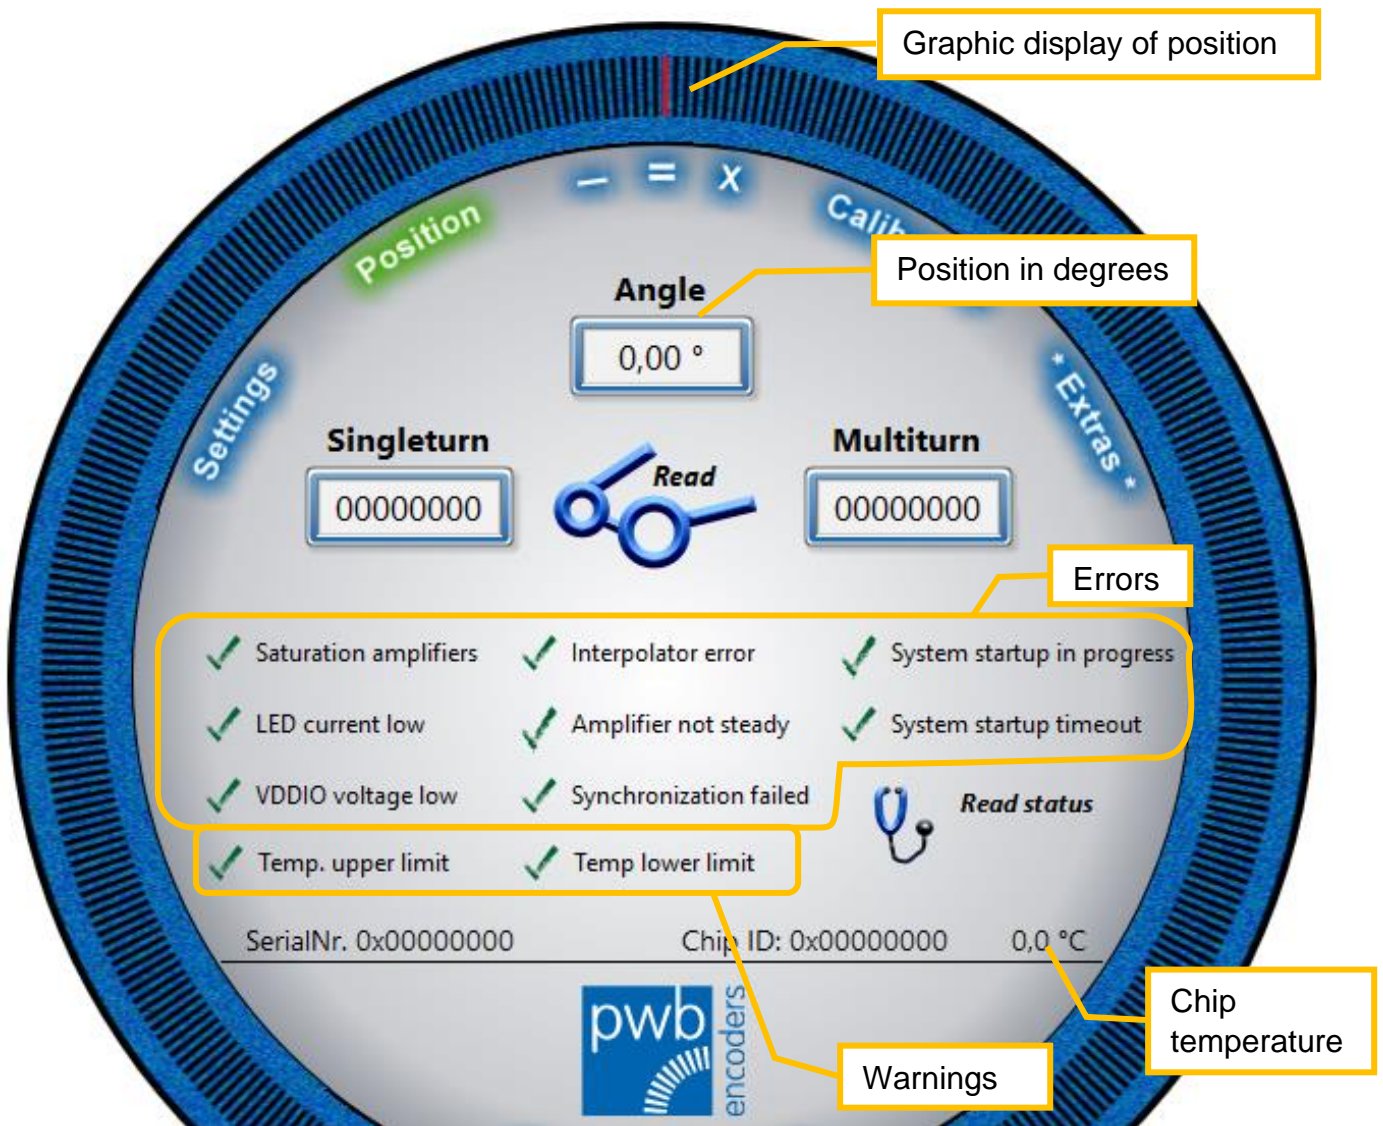 Graphic display of position
— = x
Position
Calib
Position in degrees
Angle
0,00 °
Settings
* Extras *
Singleturn
Multiturn
Read
00000000
00000000
Errors
Saturation amplifiers
Interpolator error
System startup in progress
LED current low
Amplifier not steady
System startup timeout
VDDIO voltage low
Synchronization failed
Read status
Temp. upper limit
Temp lower limit
SerialNr. 0x00000000
Chip ID: 0x00000000
0,0 °C
Chip
temperature
pwb
encoders
Warnings